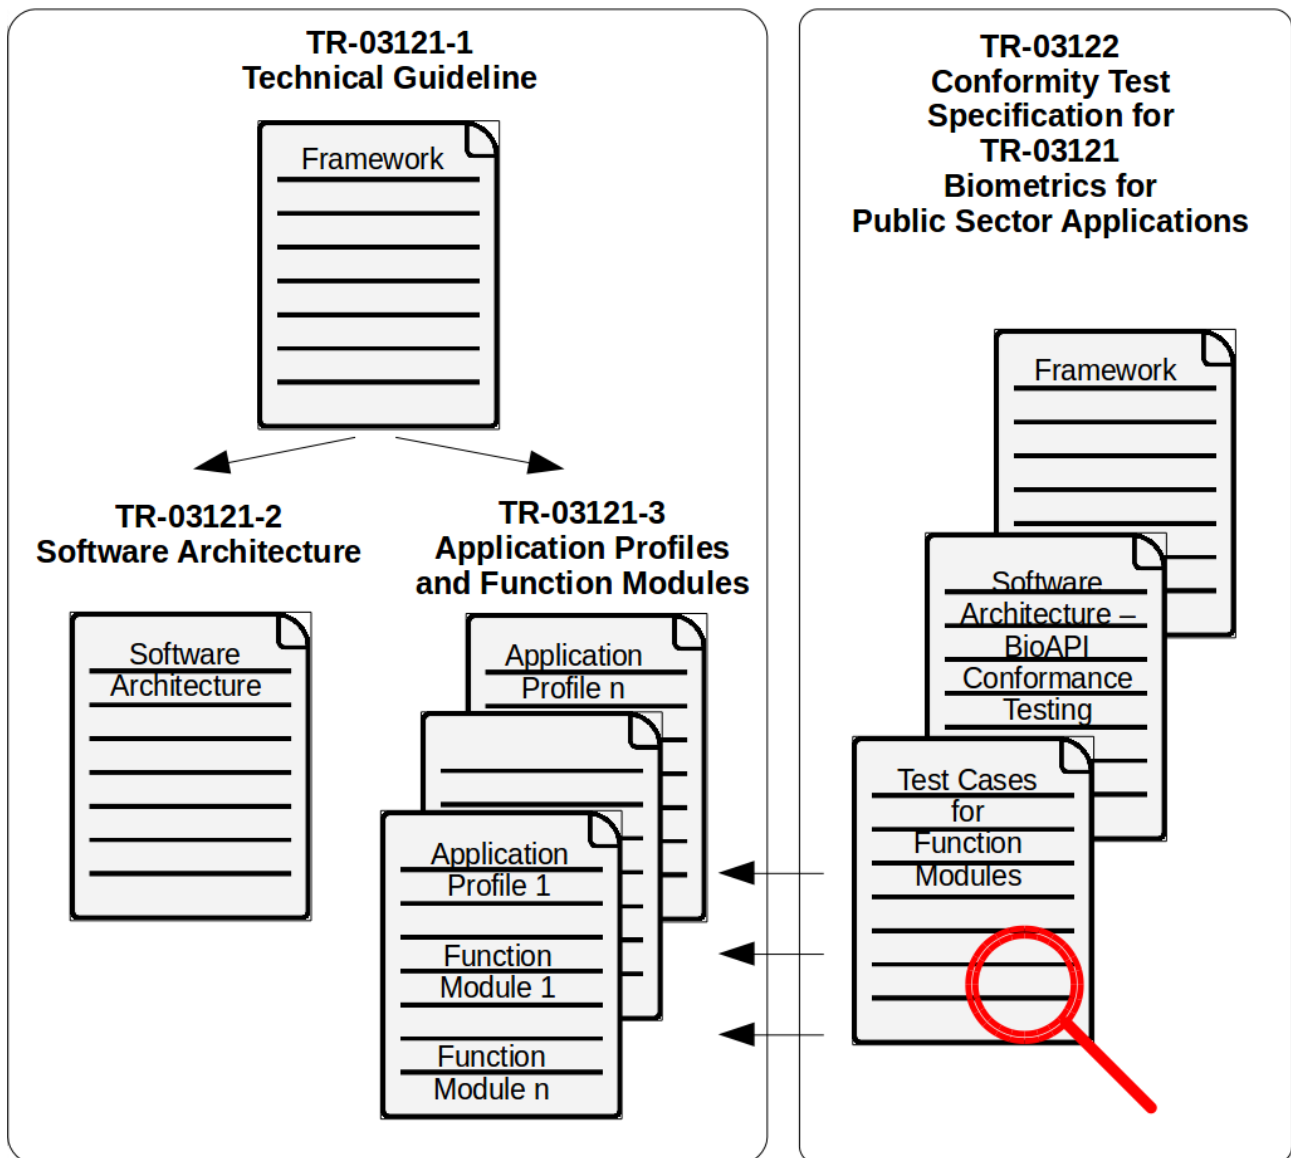 TR-03121-1
Technical Guideline
Framework
TR-03121-2
Software Architecture
Software
Architecture
TR-03121-3
Application Profiles
and Function Modules
Application
Profile n
Application
Profile 1
Function
Module 1
Function
Module n
TR-03122
Conformity Test
Specification for
TR-03121
Biometrics for
Public Sector Applications
Framework
Software
Architecture –
BioAPI
Conformance
Testing
Test Cases
for
Function
Modules